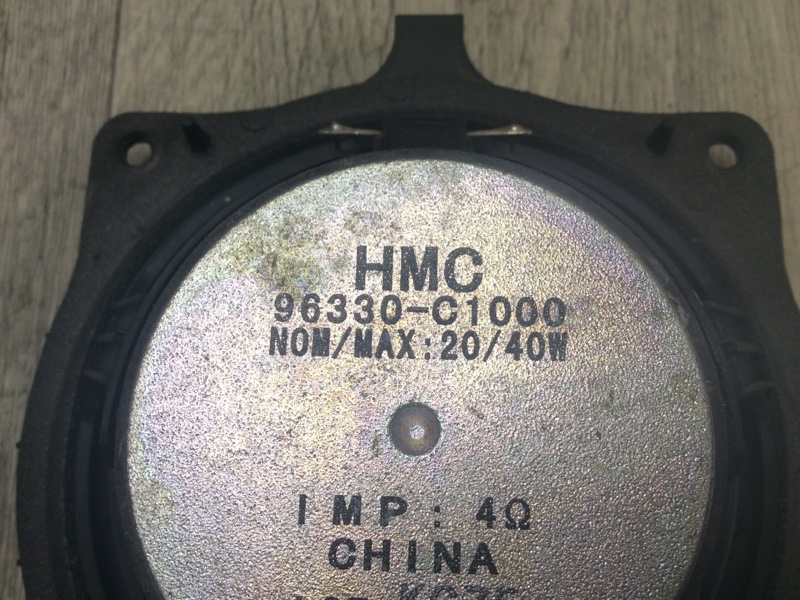 HMC
96330-C1000
NOM/MAX:20/40W
IMP: 4Ω
CHINA